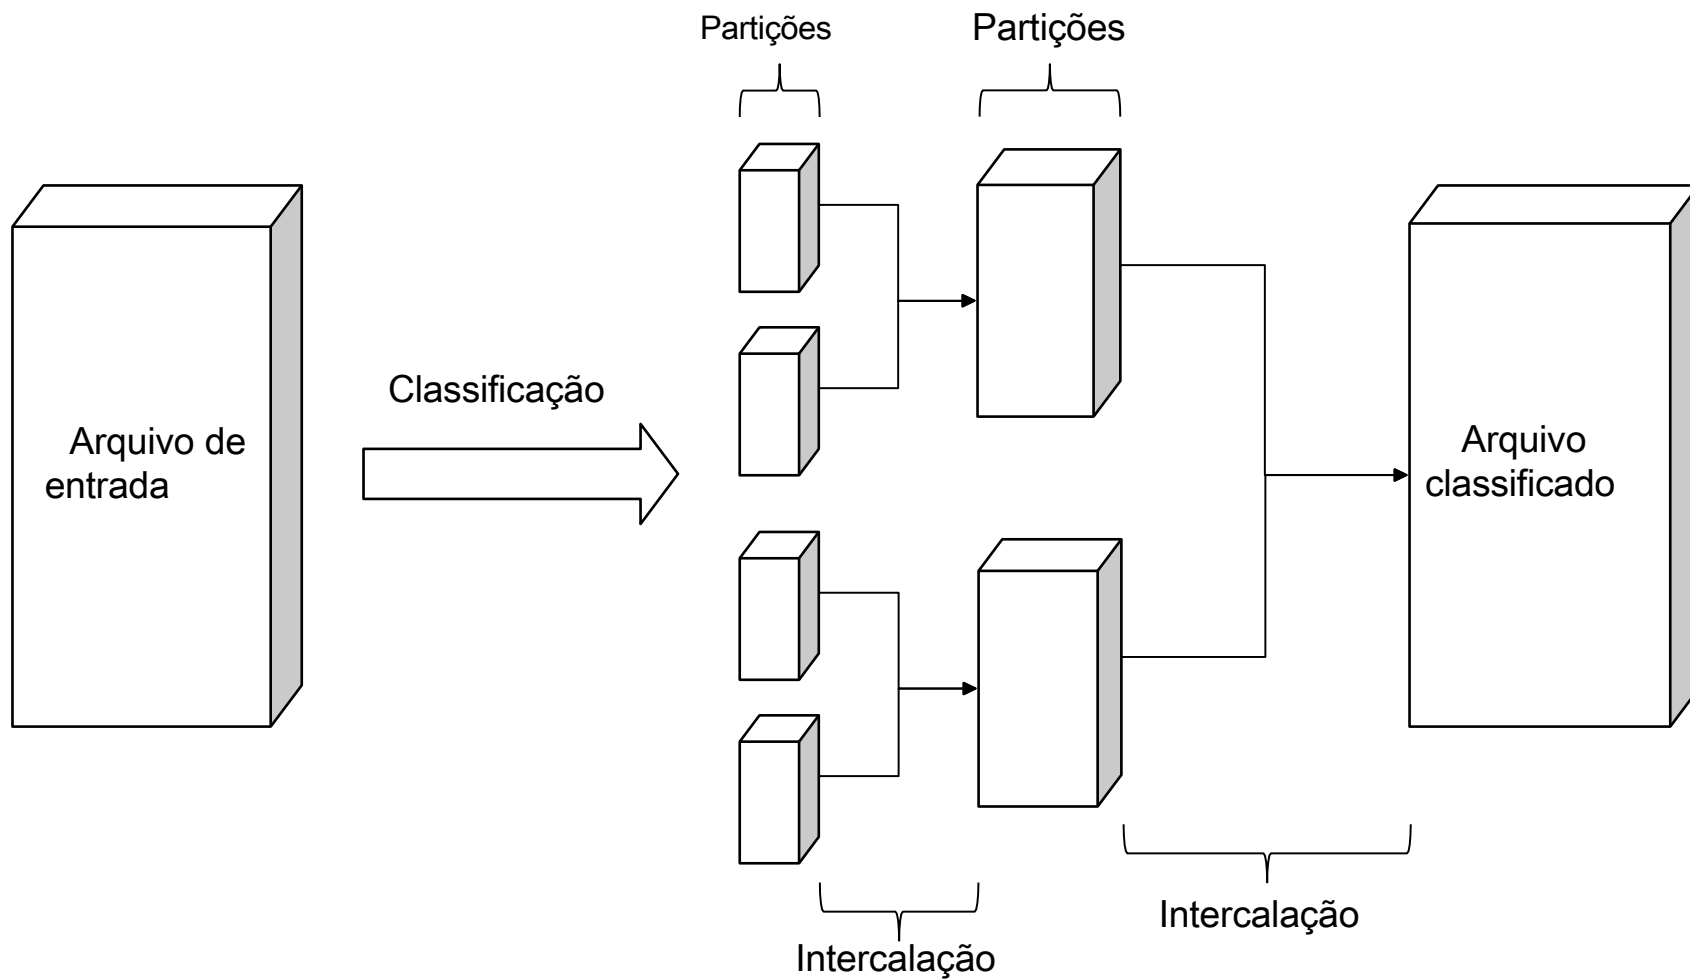 Partições
Partições
Classificação
Arquivo de
entrada
Arquivo
classificado
Intercalação
Intercalação